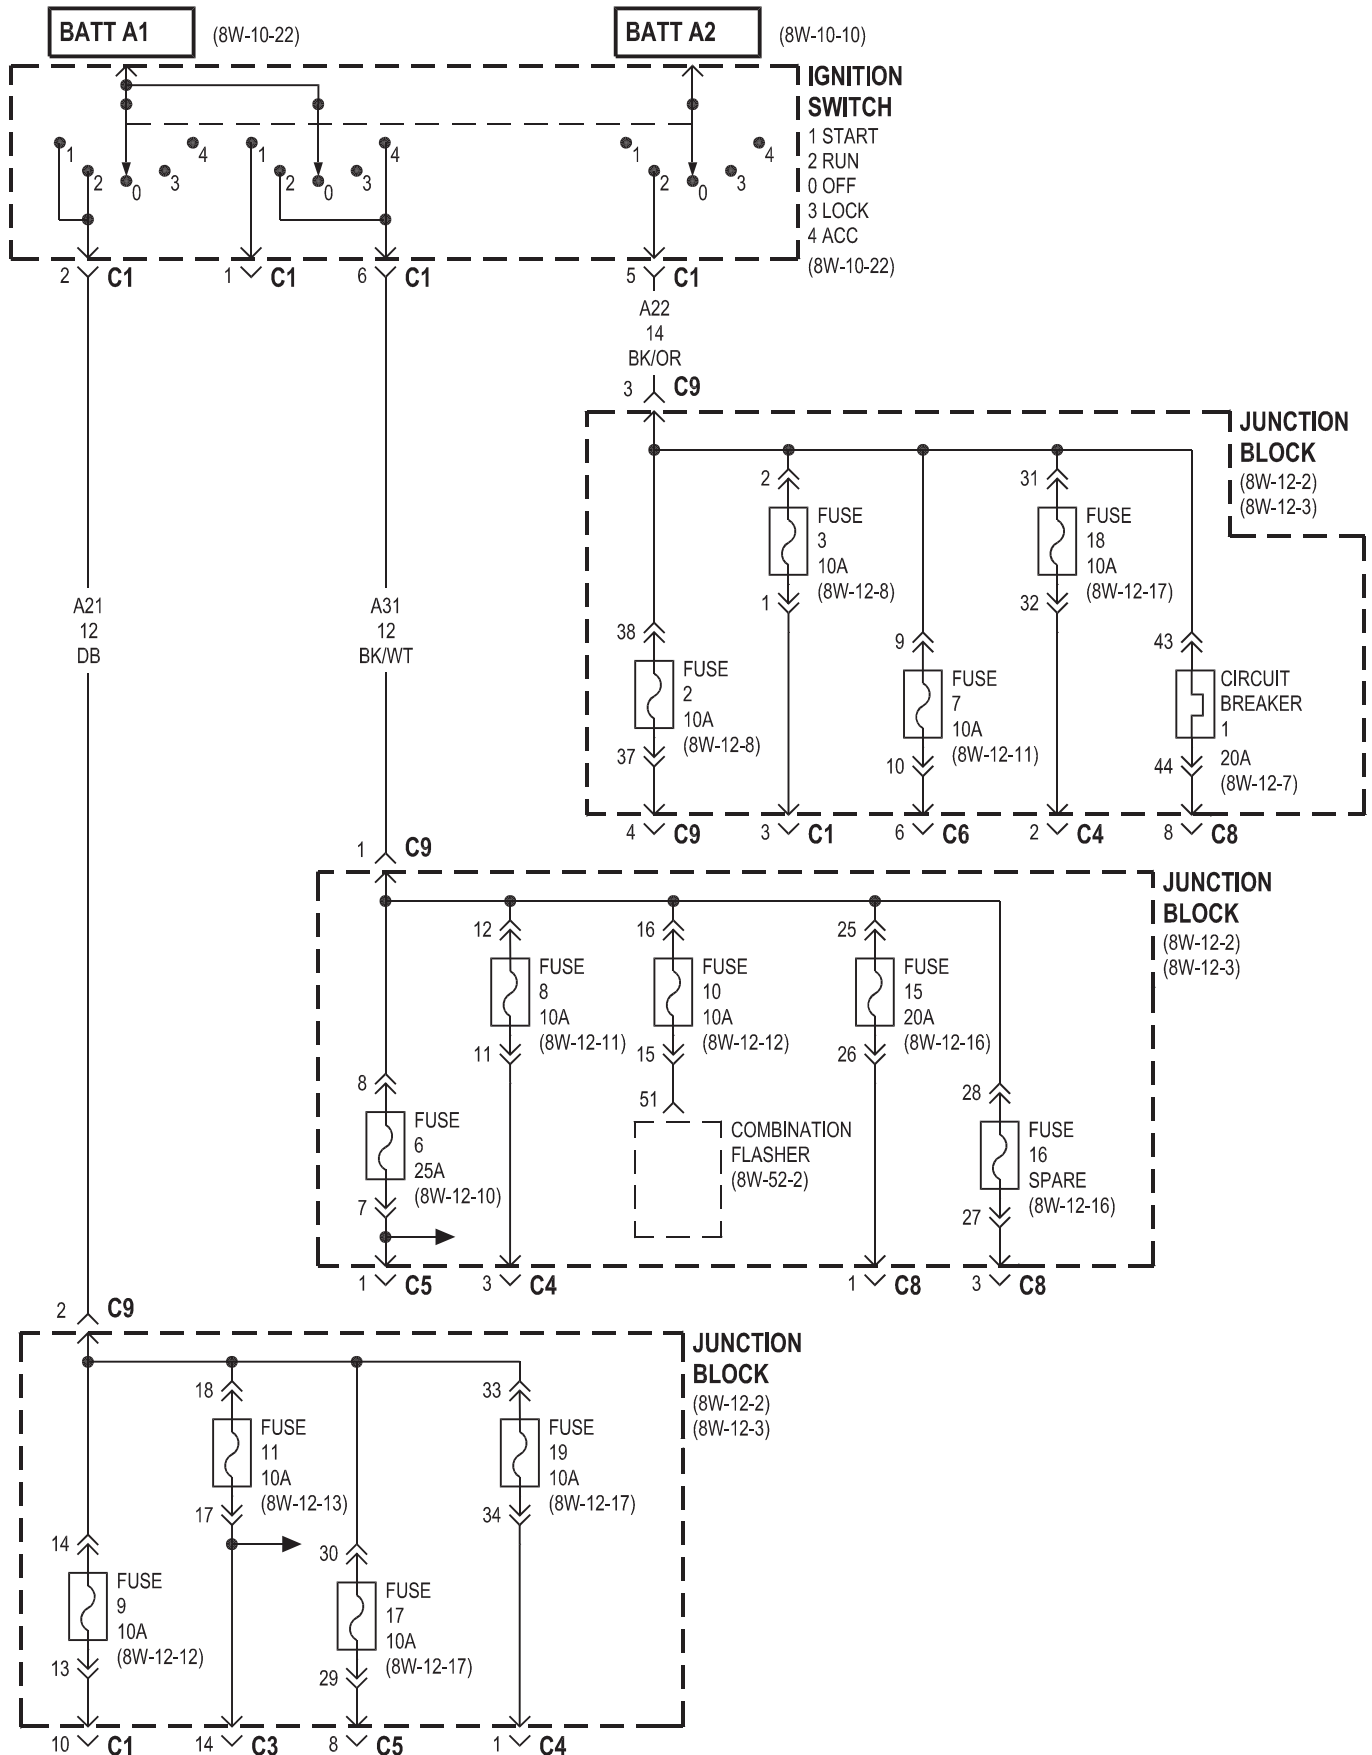 BATT A1
(8W-10-22)
BATT A2
(8W-10-10)
IGNITION
SWITCH
1 START
2 RUN
0 OFF
3 LOCK
4 ACC
(8W-10-22)
1
2
0
3
4
1
2
0
3
4
1
2
0
3
4
2 C1
1 C1
6 C1
5 C1
A22
14
BK/OR
3 C9
JUNCTION
BLOCK
(8W-12-2)
(8W-12-3)
2
FUSE
3
10A
(8W-12-8)
1
31
FUSE
18
10A
(8W-12-17)
32
A21
12
DB
A31
12
BK/WT
38
FUSE
2
10A
(8W-12-8)
37
9
FUSE
7
10A
(8W-12-11)
10
43
CIRCUIT
BREAKER
1
20A
(8W-12-7)
44
4 C9
3 C1
6 C6
2 C4
8 C8
1 C9
JUNCTION
BLOCK
(8W-12-2)
(8W-12-3)
12
FUSE
8
10A
(8W-12-11)
11
16
FUSE
10
10A
(8W-12-12)
15
51
COMBINATION
FLASHER
(8W-52-2)
25
FUSE
15
20A
(8W-12-16)
26
8
FUSE
6
25A
(8W-12-10)
7
28
FUSE
16
SPARE
(8W-12-16)
27
1 C5
3 C4
1 C8
3 C8
2 C9
JUNCTION
BLOCK
(8W-12-2)
(8W-12-3)
18
FUSE
11
10A
(8W-12-13)
17
33
FUSE
19
10A
(8W-12-17)
34
14
FUSE
9
10A
(8W-12-12)
13
30
FUSE
17
10A
(8W-12-17)
29
10 C1
14 C3
8 C5
1 C4